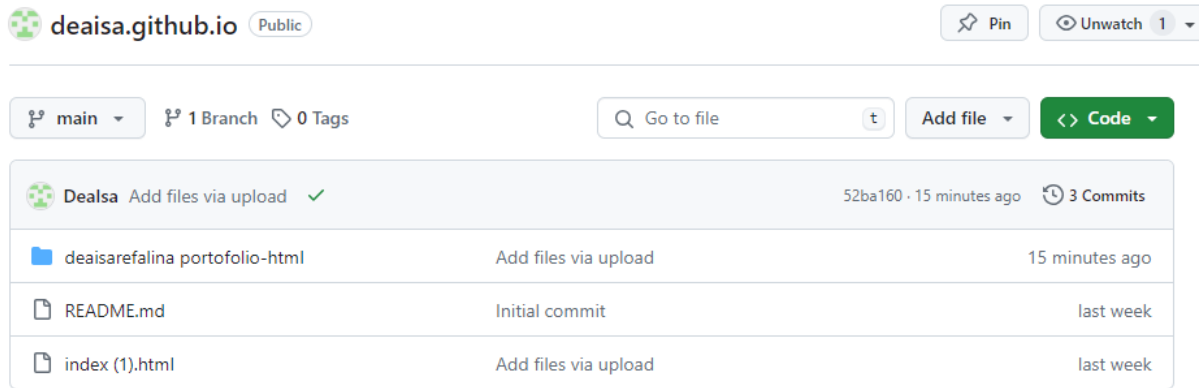 deaisa.github.io Public Pin Unwatch 1
main 1 Branch 0 Tags Go to file t Add file Code
DeaIsa Add files via upload 52ba160 · 15 minutes ago 3 Commits
deaisarefalina portofolio-html Add files via upload 15 minutes ago
README.md Initial commit last week
index (1).html Add files via upload last week